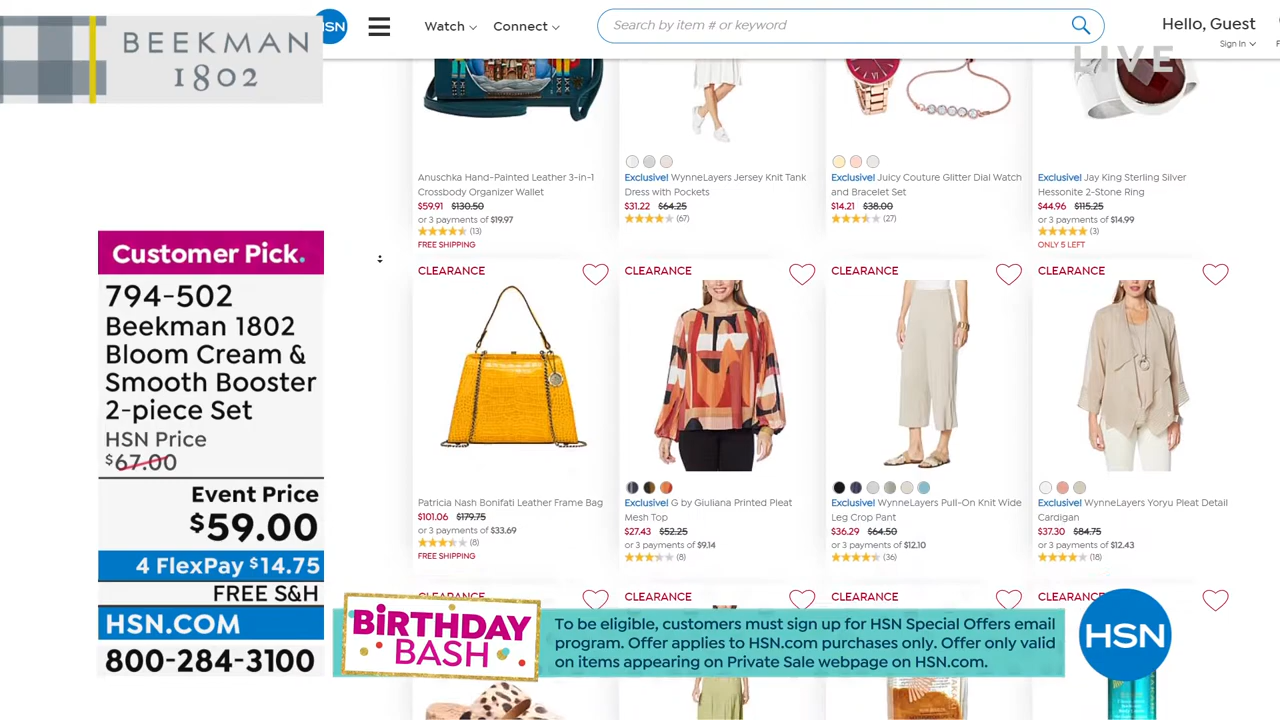 BEEKMAN
1802
HSN
Watch
Connect
Search by item # or keyword
Hello, Guest
Sign In
LIVE
Anuschka Hand-Painted Leather 3-in-1
Crossbody Organizer Wallet
$59.91 $130.50
or 3 payments of $19.97
(13)
FREE SHIPPING
Exclusive! WynneLayers Jersey Knit Tank
Dress with Pockets
$31.22 $64.25
(67)
Exclusive! Juicy Couture Glitter Dial Watch
and Bracelet Set
$14.21 $38.00
(27)
Exclusive! Jay King Sterling Silver
Hessonite 2-Stone Ring
$44.96 $115.25
or 3 payments of $14.99
(3)
ONLY 5 LEFT
Customer Pick.
794-502
Beekman 1802
Bloom Cream &
Smooth Booster
2-piece Set
HSN Price
$67.00
Event Price
$59.00
4 FlexPay $14.75
FREE S&H
HSN.COM
800-284-3100
CLEARANCE
Patricia Nash Bonifati Leather Frame Bag
$101.06 $179.75
or 3 payments of $33.69
(8)
FREE SHIPPING
CLEARANCE
Exclusive! G by Giuliana Printed Pleat
Mesh Top
$27.43 $52.25
or 3 payments of $9.14
(8)
CLEARANCE
Exclusive! WynneLayers Pull-On Knit Wide
Leg Crop Pant
$36.29 $64.50
or 3 payments of $12.10
(36)
CLEARANCE
Exclusive! WynneLayers Yoryu Pleat Detail
Cardigan
$37.30 $84.75
or 3 payments of $12.43
(18)
CLEARANCE
CLEARANCE
CLEARANCE
CLEARANCE
BiRTHDAY
BASH
To be eligible, customers must sign up for HSN Special Offers email
program. Offer applies to HSN.com purchases only. Offer only valid
on items appearing on Private Sale webpage on HSN.com.
HSN